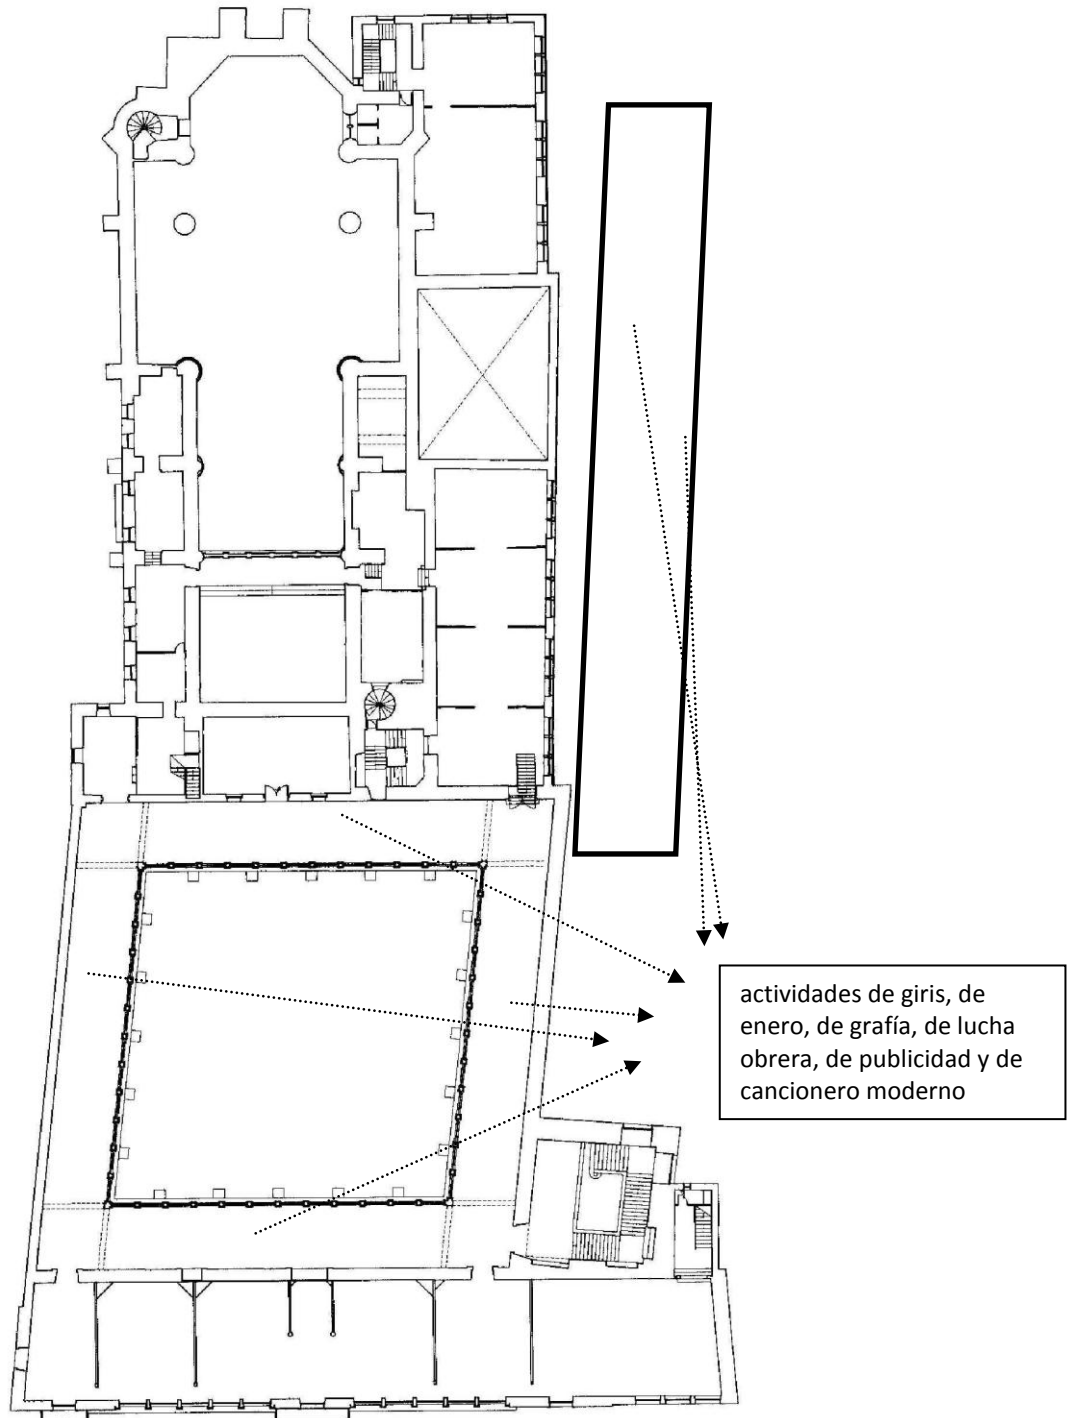 actividades de giris, de
enero, de grafía, de lucha
obrera, de publicidad y de
cancionero moderno